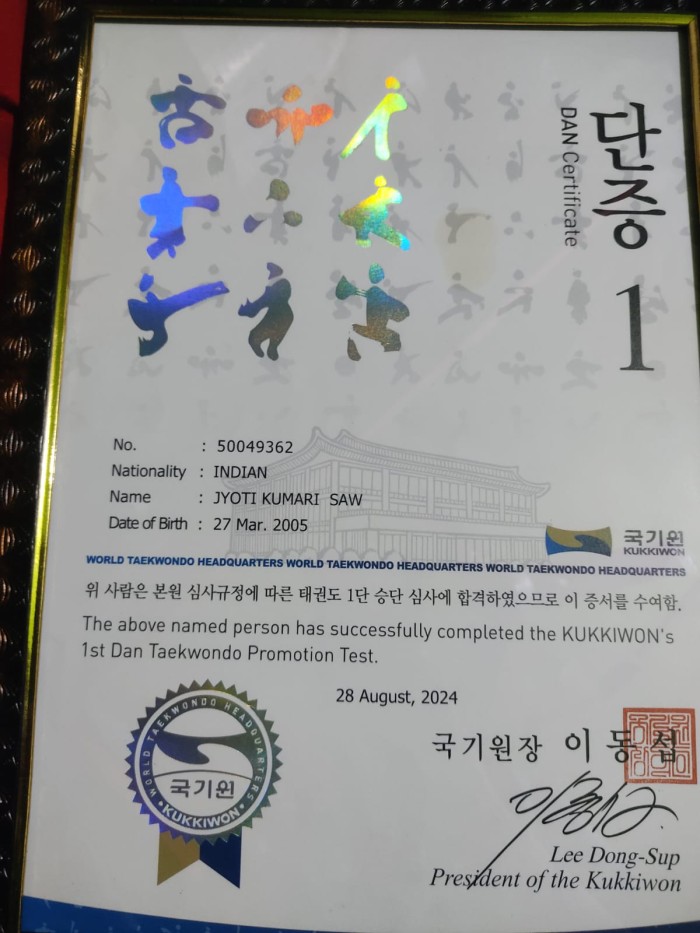 단증
DAN Certificate
1
No. : 50049362
Nationality : INDIAN
Name : JYOTI KUMARI SAW
Date of Birth : 27 Mar. 2005
국기원
KUKKIWON
WORLD TAEKWONDO HEADQUARTERS WORLD TAEKWONDO HEADQUARTERS WORLD TAEKWONDO HEADQUARTERS
위 사람은 본원 심사규정에 따른 태권도 1단 승단 심사에 합격하였으므로 이 증서를 수여함.
The above named person has successfully completed the KUKKIWON's
1st Dan Taekwondo Promotion Test.
28 August, 2024
WORLD TAEKWONDO HEADQUARTERS
국기원
KUKKIWON
국기원장 이동섭
Lee Dong-Sup
President of the Kukkiwon